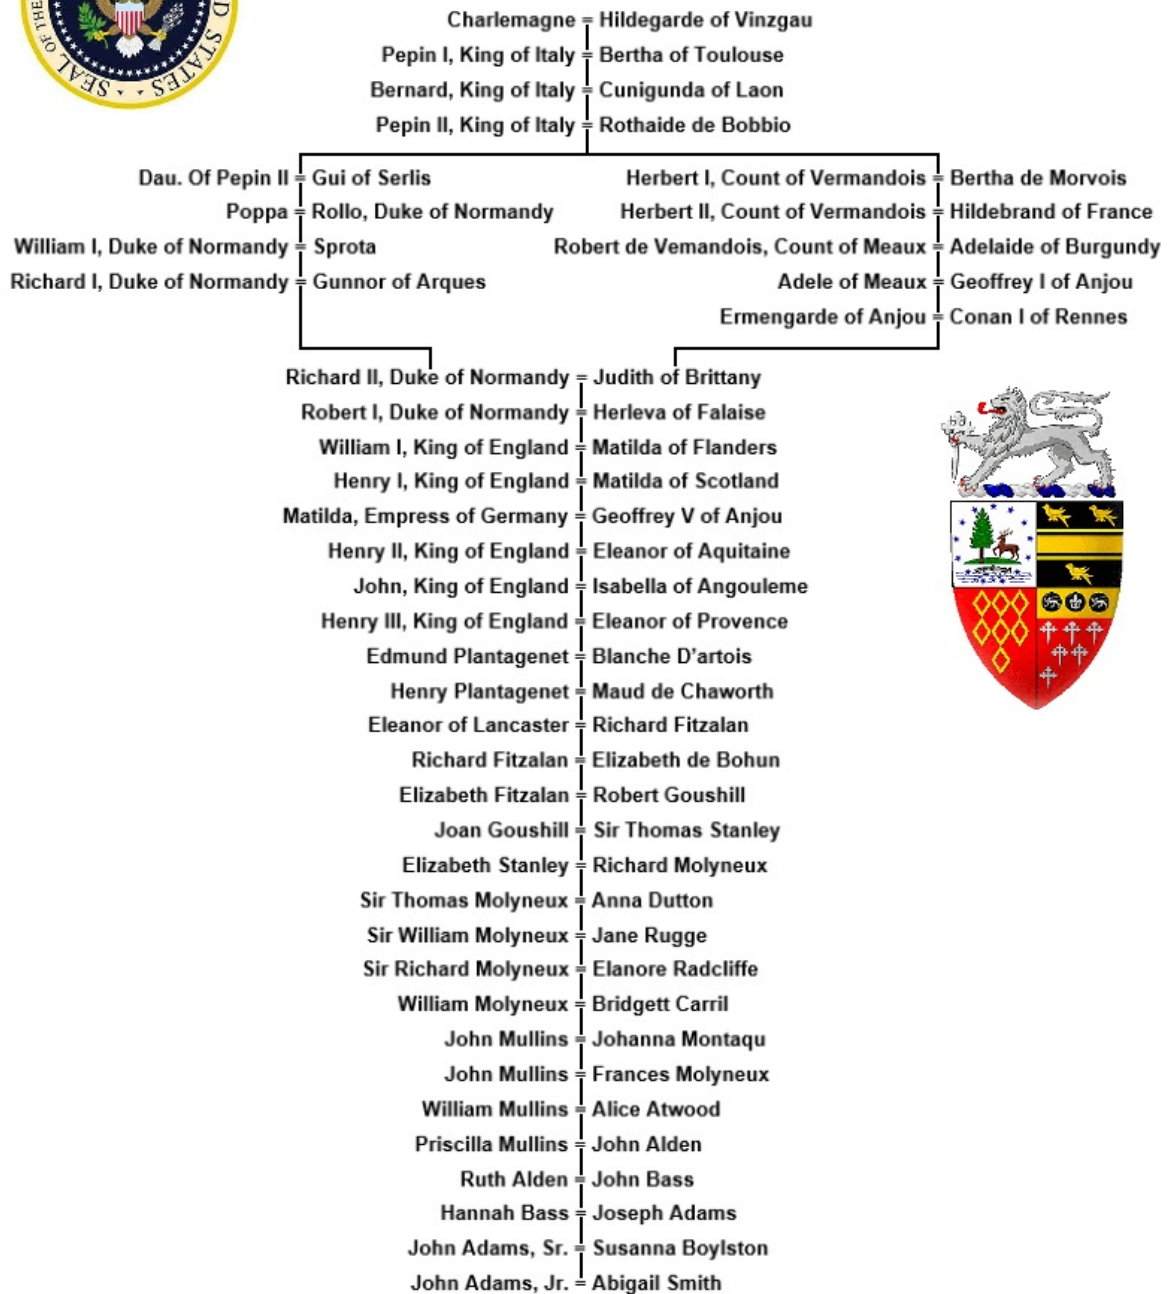 SEAL OF THE
D STATES
Charlemagne = Hildegarde of Vinzgau
Pepin I, King of Italy = Bertha of Toulouse
Bernard, King of Italy = Cunigunda of Laon
Pepin II, King of Italy = Rothaide de Bobbio
Dau. Of Pepin II = Gui of Serlis
Poppa = Rollo, Duke of Normandy
William I, Duke of Normandy = Sprota
Richard I, Duke of Normandy = Gunnor of Arques
Herbert I, Count of Vermandois = Bertha de Morvois
Herbert II, Count of Vermandois = Hildebrand of France
Robert de Vemandois, Count of Meaux = Adelaide of Burgundy
Adele of Meaux = Geoffrey I of Anjou
Ermengarde of Anjou = Conan I of Rennes
Richard II, Duke of Normandy = Judith of Brittany
Robert I, Duke of Normandy = Herleva of Falaise
William I, King of England = Matilda of Flanders
Henry I, King of England = Matilda of Scotland
Matilda, Empress of Germany = Geoffrey V of Anjou
Henry II, King of England = Eleanor of Aquitaine
John, King of England = Isabella of Angouleme
Henry III, King of England = Eleanor of Provence
Edmund Plantagenet = Blanche D’artois
Henry Plantagenet = Maud de Chaworth
Eleanor of Lancaster = Richard Fitzalan
Richard Fitzalan = Elizabeth de Bohun
Elizabeth Fitzalan = Robert Goushill
Joan Goushill = Sir Thomas Stanley
Elizabeth Stanley = Richard Molyneux
Sir Thomas Molyneux = Anna Dutton
Sir William Molyneux = Jane Rugge
Sir Richard Molyneux = Elanore Radcliffe
William Molyneux = Bridgett Carril
John Mullins = Johanna Montaqu
John Mullins = Frances Molyneux
William Mullins = Alice Atwood
Priscilla Mullins = John Alden
Ruth Alden = John Bass
Hannah Bass = Joseph Adams
John Adams, Sr. = Susanna Boylston
John Adams, Jr. = Abigail Smith